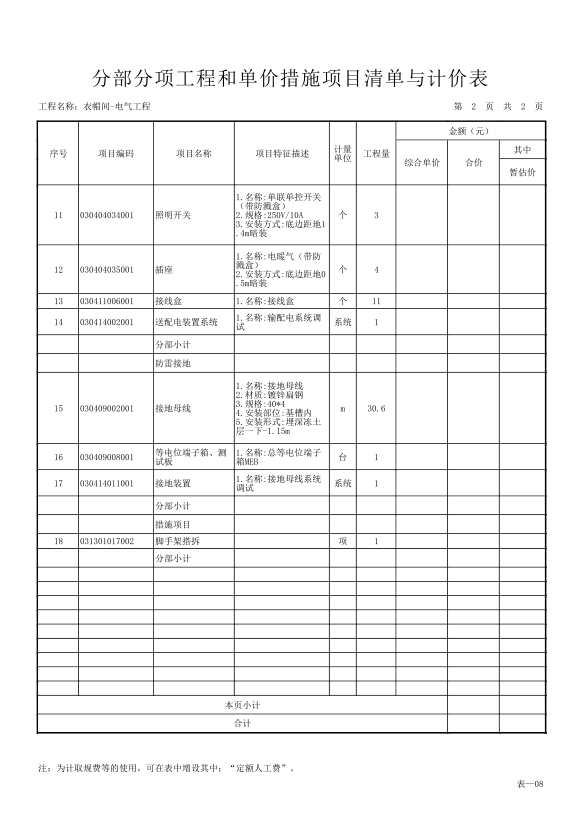 分部分项工程和单价措施项目清单与计价表
工程名称：衣帽间-电气工程 第 2 页 共 2 页
序号 项目编码 项目名称 项目特征描述 计量单位 工程量 金额（元）
综合单价 合价 其中
暂估价
11 030404034001 照明开关 1.名称:单联单控开关（带防溅盒） 2.规格:250V/10A 3.安装方式:底边距地1.4m暗装 个 3
12 030404035001 插座 1.名称:电暖气（带防溅盒） 2.安装方式:底边距地0.5m暗装 个 4
13 030411006001 接线盒 1.名称:接线盒 个 11
14 030414002001 送配电装置系统 1.名称:输配电系统调试 系统 1
分部小计
防雷接地
15 030409002001 接地母线 1.名称:接地母线 2.材质:镀锌扁钢 3.规格:40*4 4.安装部位:基槽内 5.安装形式:埋深冻土层一下-1.15m m 30.6
16 030409008001 等电位端子箱、测试板 1.名称:总等电位端子箱MEB 台 1
17 030414011001 接地装置 1.名称:接地母线系统调试 系统 1
分部小计
措施项目
18 031301017002 脚手架搭拆 项 1
分部小计
本页小计
合计
注：为计取规费等的使用，可在表中增设其中：“定额人工费”。
表—08